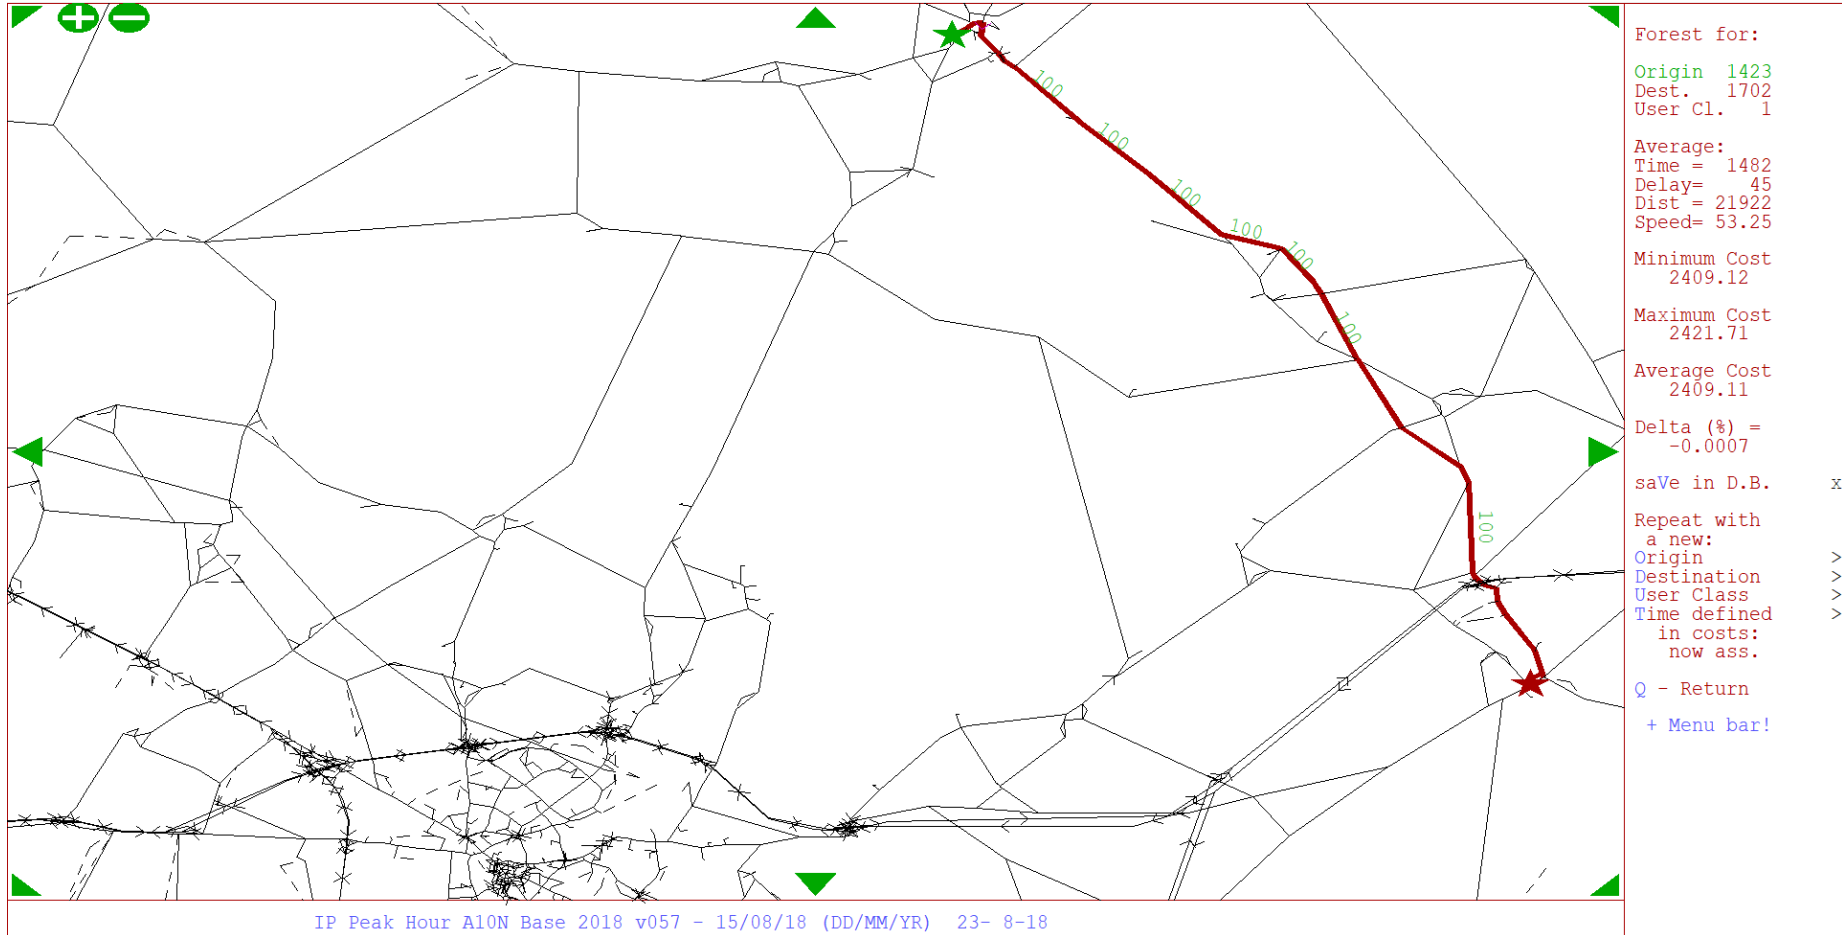 100
100
100
100
100
100
100
Forest for:
Origin 1423
Dest. 1702
User Cl. 1
Average:
Time = 1482
Delay= 45
Dist = 21922
Speed= 53.25
Minimum Cost
2409.12
Maximum Cost
2421.71
Average Cost
2409.11
Delta (%) =
-0.0007
saVe in D.B. x
Repeat with
a new:
Origin >
Destination >
User Class >
Time defined >
in costs:
now ass.
Q - Return
+ Menu bar!
IP Peak Hour A10N Base 2018 v057 - 15/08/18 (DD/MM/YR) 23- 8-18